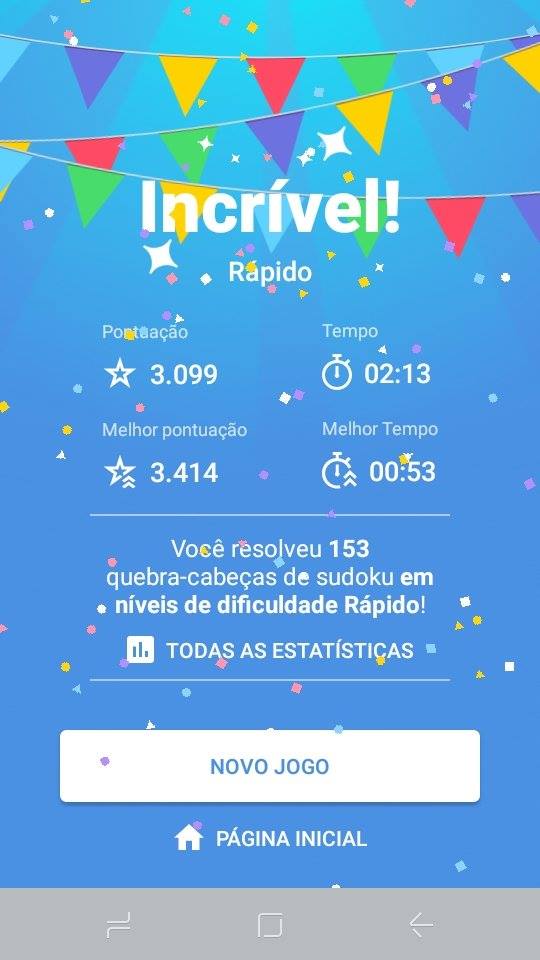 Incrível!
Rápido
Pontuação
Tempo
3.099
02:13
Melhor pontuação
Melhor Tempo
3.414
00:53
Você resolveu 153
quebra-cabeças de sudoku em
níveis de dificuldade Rápido!
TODAS AS ESTATÍSTICAS
NOVO JOGO
PÁGINA INICIAL